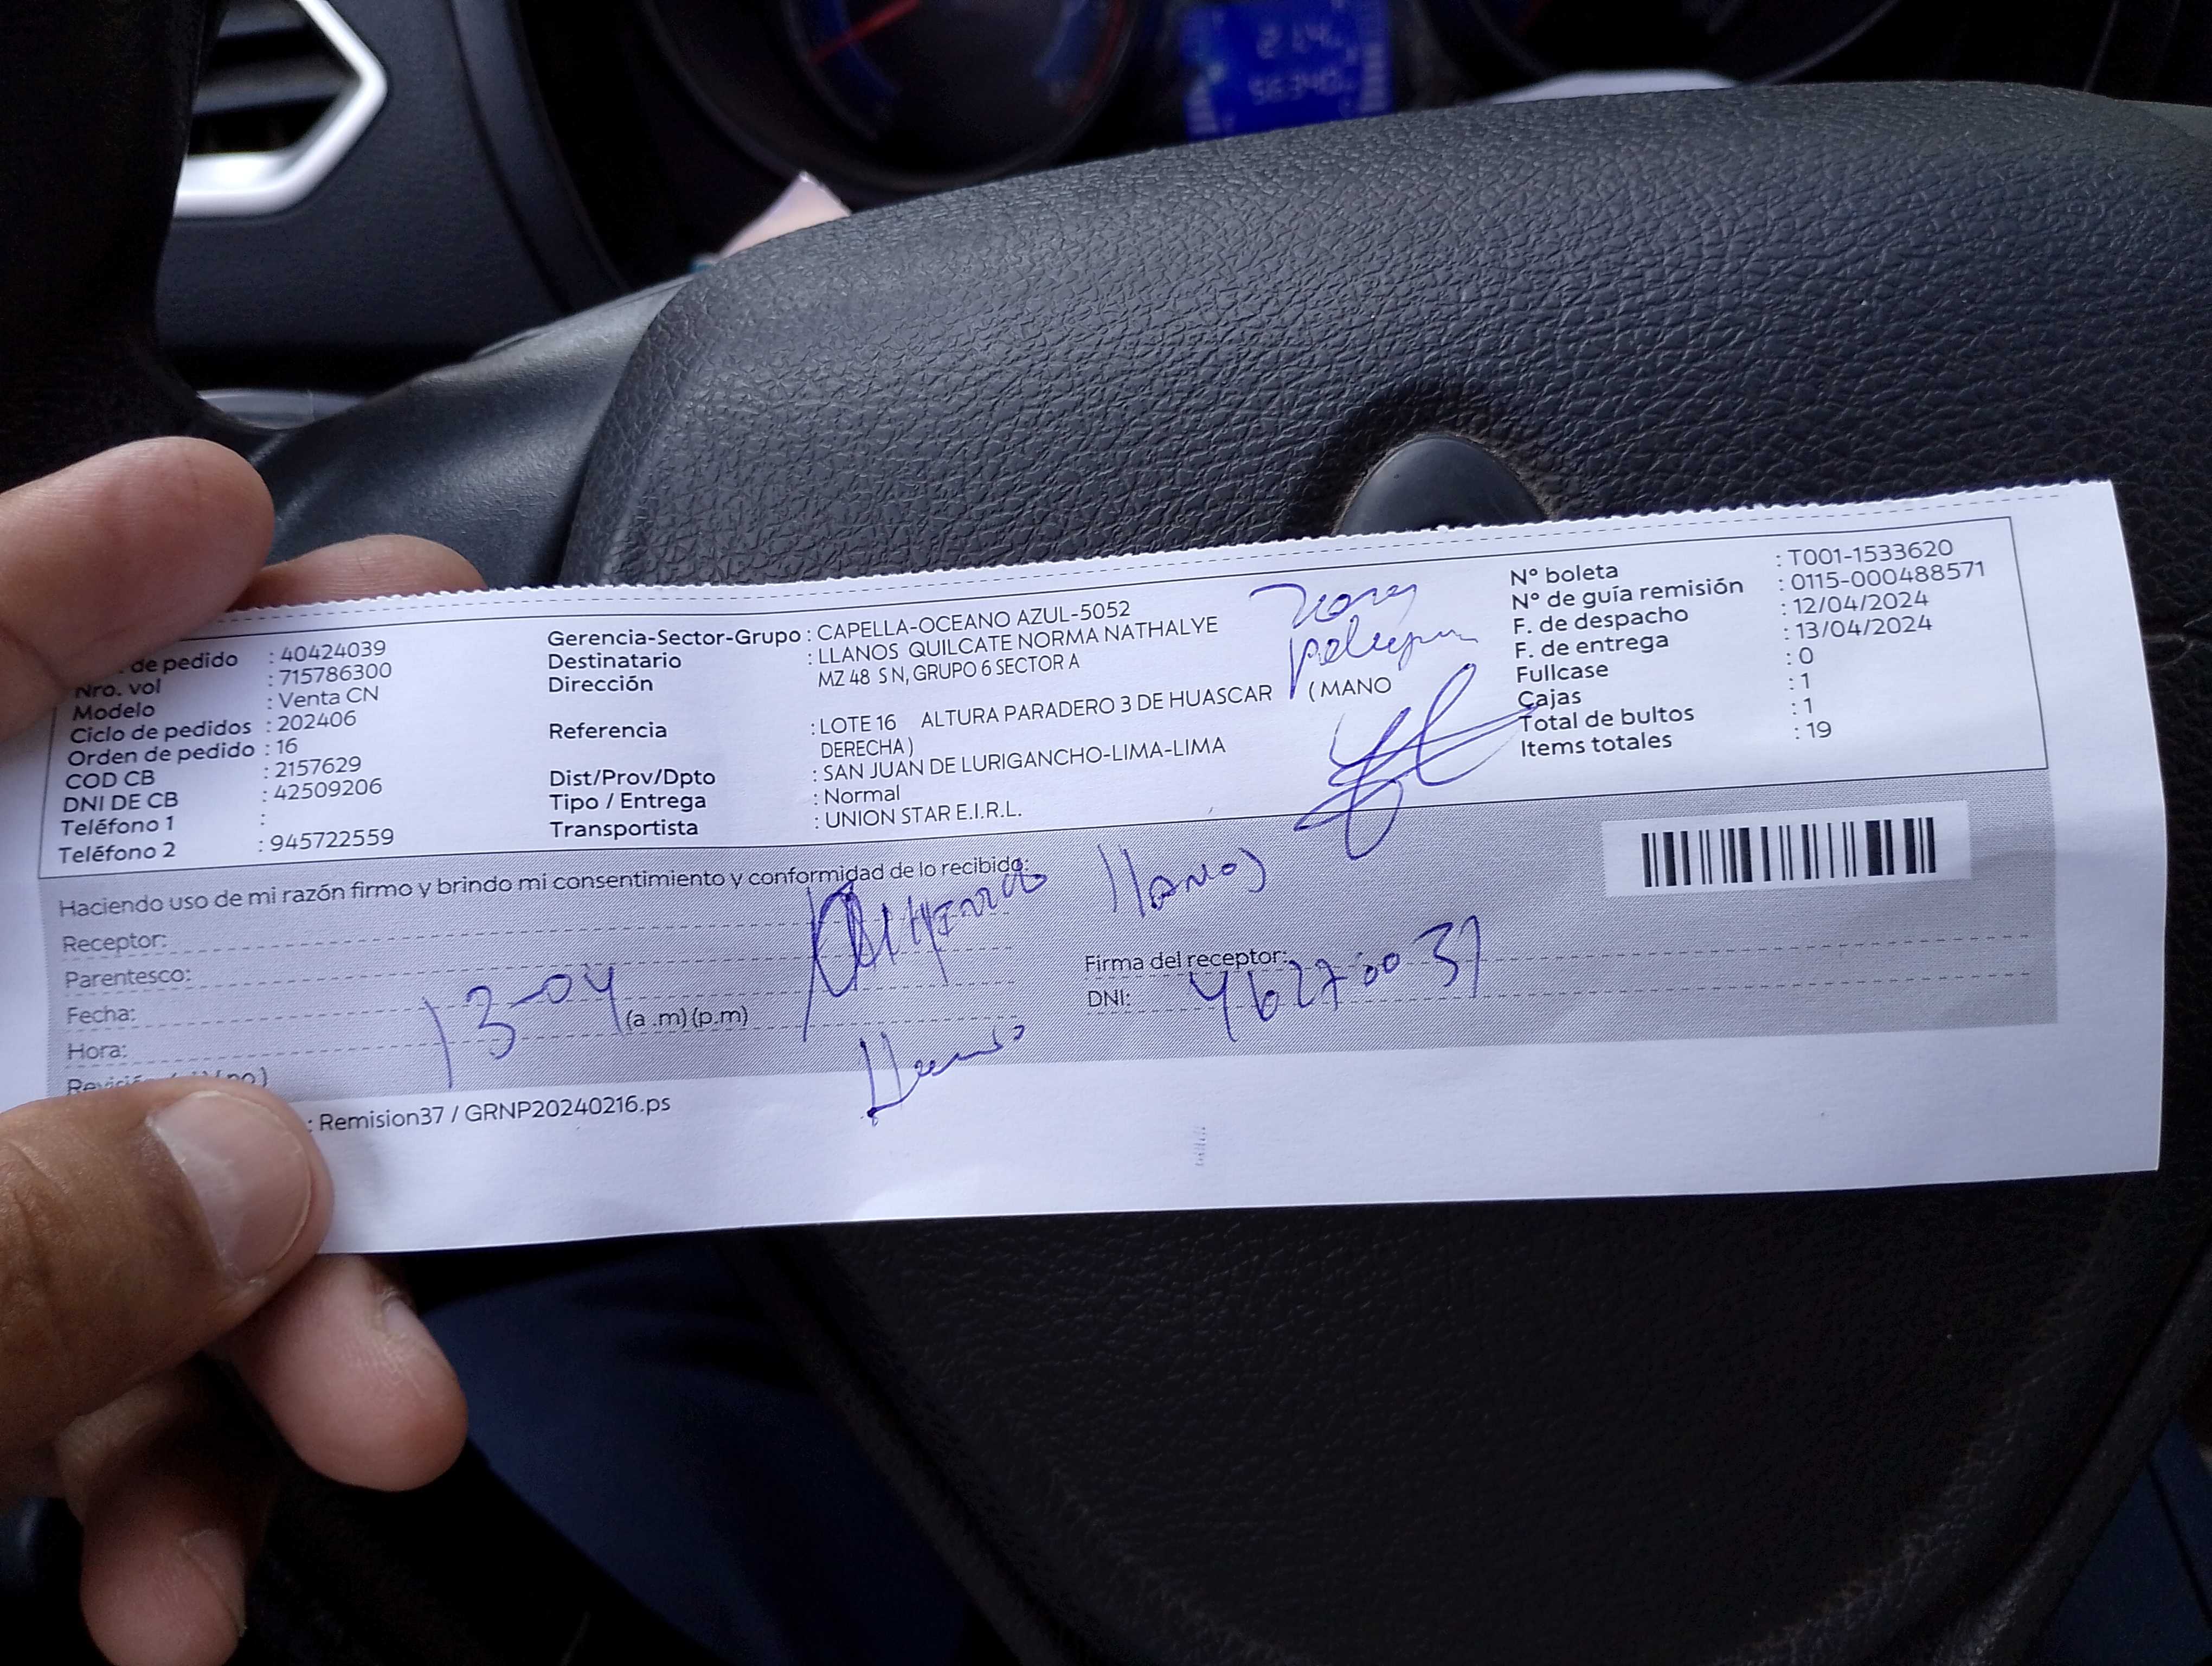 de pedido : 40424039
Nro. vol : 715786300
Modelo : Venta CN
Ciclo de pedidos : 202406
Orden de pedido : 16
COD CB : 2157629
DNI DE CB : 42509206
Teléfono 1 :
Teléfono 2 : 945722559
Gerencia-Sector-Grupo : CAPELLA-OCEANO AZUL-5052
Destinatario : LLANOS QUILCATE NORMA NATHALYE
Dirección MZ 48 S N, GRUPO 6 SECTOR A
Referencia : LOTE 16 ALTURA PARADERO 3 DE HUASCAR (MANO
DERECHA)
Dist/Prov/Dpto : SAN JUAN DE LURIGANCHO-LIMA-LIMA
Tipo / Entrega : Normal
Transportista : UNION STAR E.I.R.L.
N° boleta : T001-1533620
N° de guía remisión : 0115-000488571
F. de despacho : 12/04/2024
F. de entrega : 13/04/2024
Fullcase : 0
Cajas : 1
Total de bultos : 1
Items totales : 19
Haciendo uso de mi razón firmo y brindo mi consentimiento y conformidad de lo recibido:
Receptor: llanos
Parentesco:
Fecha: 13-04
Hora: (a .m) (p.m)
Firma del receptor:
DNI: 46270037
: Remision37 / GRNP20240216.ps